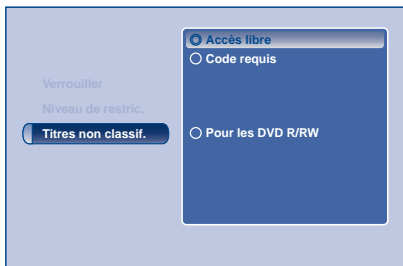 Accès libre
Code requis
Verrouiller
Niveau de restric.
Titres non classif.
Pour les DVD R/RW